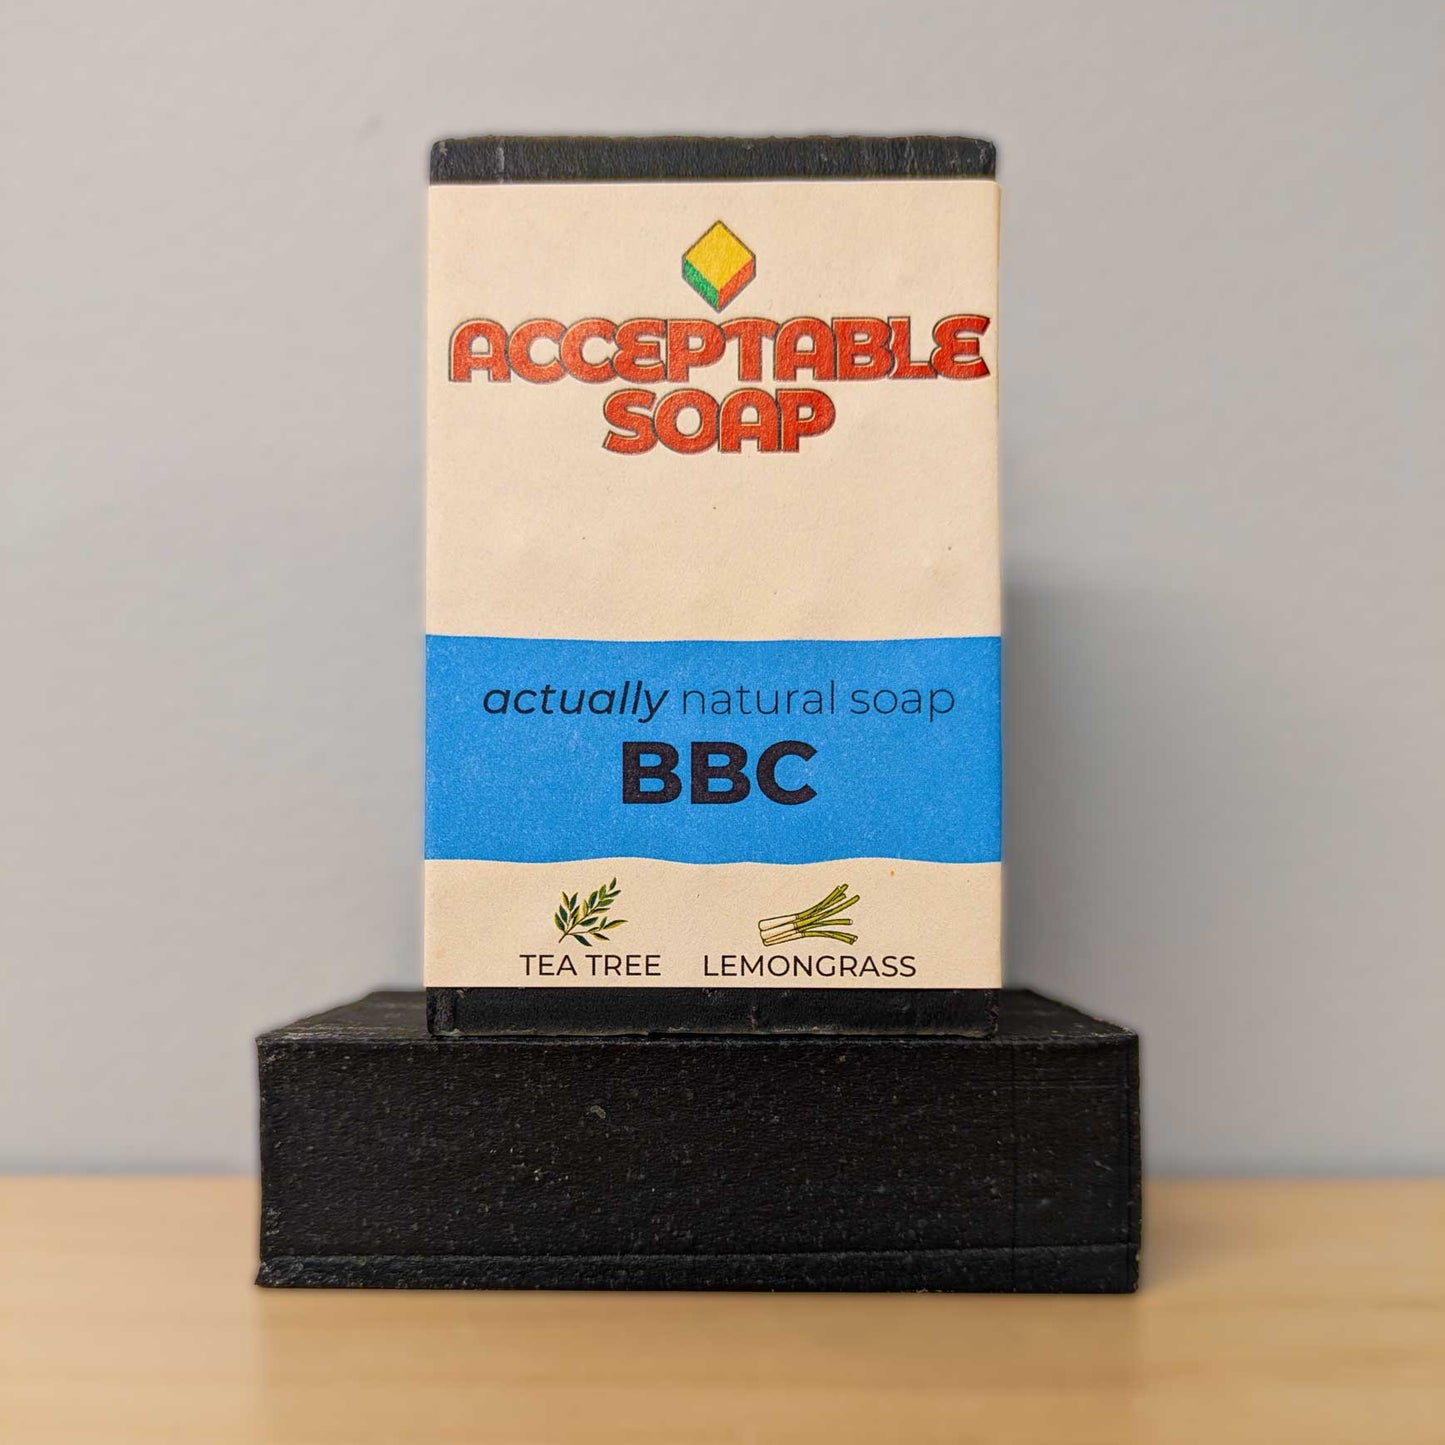 ACCEPTABLE
SOAP
actually natural soap
BBC
TEA TREE LEMONGRASS